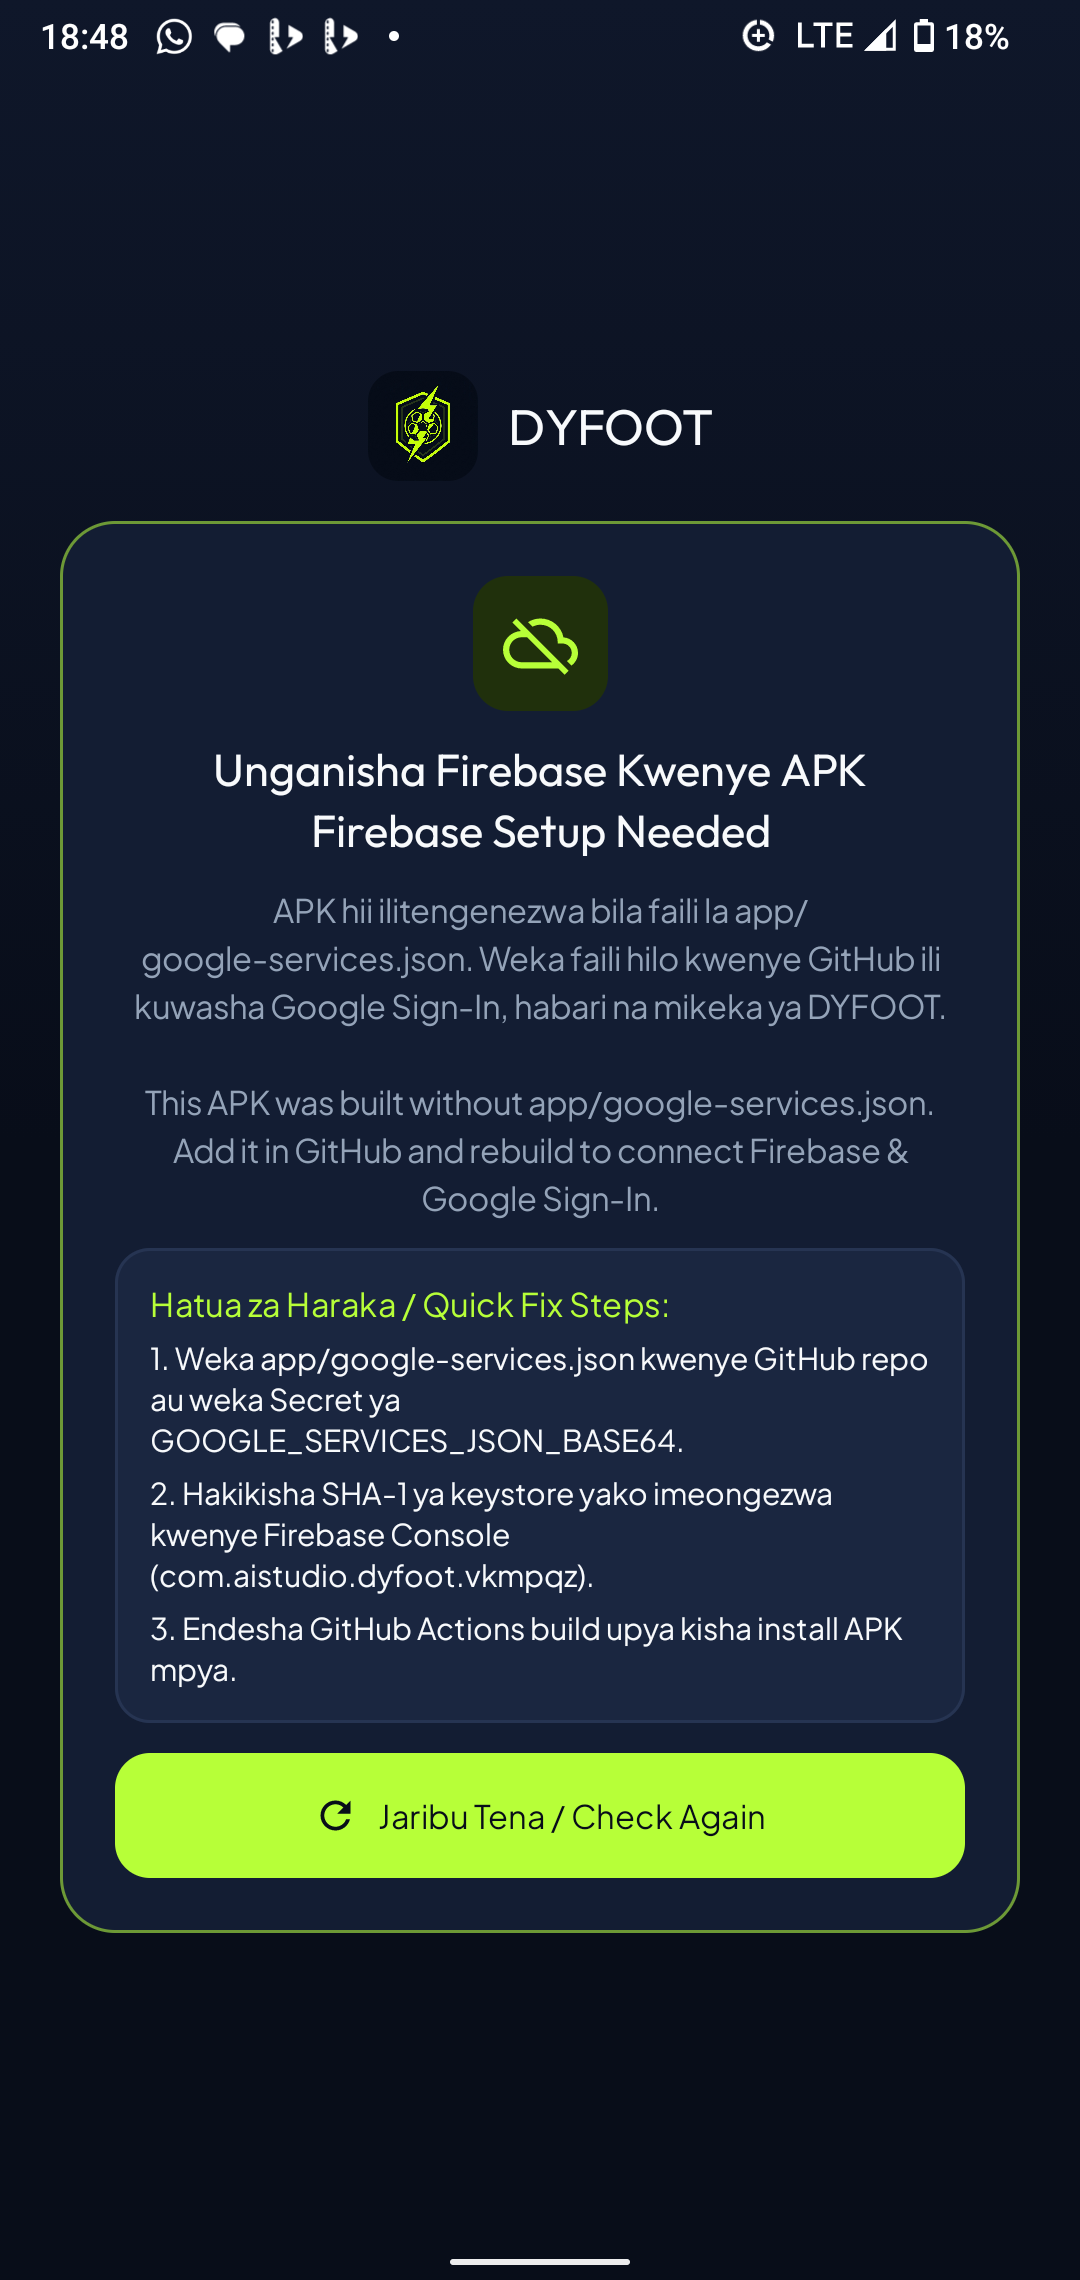 18:48 LTE 18%
DYFOOT
Unganisha Firebase Kwenye APK
Firebase Setup Needed
APK hii ilitengenezwa bila faili la app/
google-services.json. Weka faili hilo kwenye GitHub ili
kuwasha Google Sign-In, habari na mikeka ya DYFOOT.
This APK was built without app/google-services.json.
Add it in GitHub and rebuild to connect Firebase &
Google Sign-In.
Hatua za Haraka / Quick Fix Steps:
1. Weka app/google-services.json kwenye GitHub repo
au weka Secret ya
GOOGLE_SERVICES_JSON_BASE64.
2. Hakikisha SHA-1 ya keystore yako imeongezwa
kwenye Firebase Console
(com.aistudio.dyfoot.vkmpqz).
3. Endesha GitHub Actions build upya kisha install APK
mpya.
Jaribu Tena / Check Again